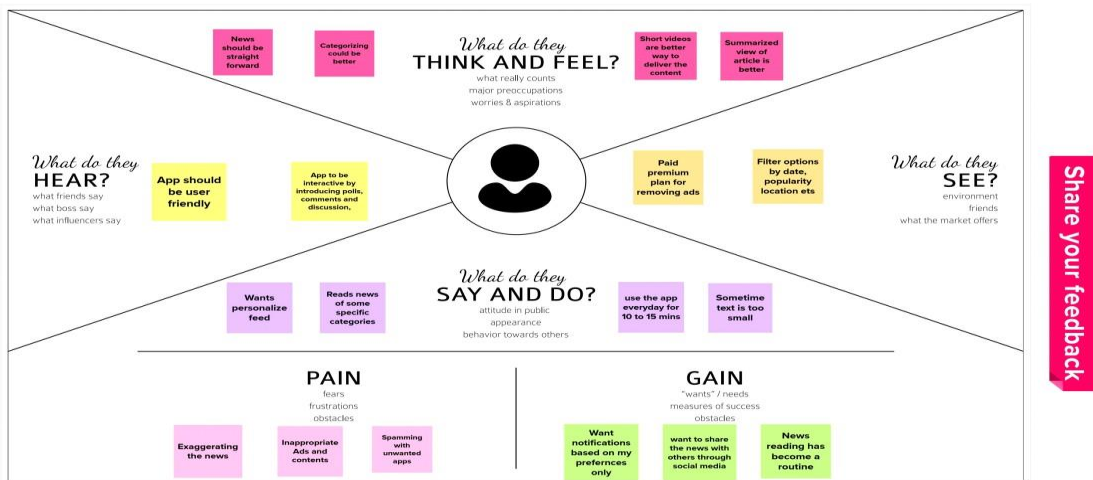 News
should be
straight
forward
Categorizing
could be
better
What do they
THINK AND FEEL?
what really counts
major preoccupations
worries & aspirations
Short videos
are better
way to
deliver the
content
Summarized
view of
article is
better
What do they
HEAR?
what friends say
what boss say
what influencers say
App should
be user
friendly
App to be
interactive by
introducing polls,
comments and
discussion,
Paid
premium
plan for
removing ads
Filter options
by date,
popularity
location ets
What do they
SEE?
environment
friends
what the market offers
Wants
personalize
feed
Reads news
of some
specific
categories
What do they
SAY AND DO?
attitude in public
appearance
behavior towards others
use the app
everyday for
10 to 15 mins
Sometime
text is too
small
PAIN
fears
frustrations
obstacles
Exaggerating
the news
Inappropriate
Ads and
contents
Spamming
with
unwanted
apps
GAIN
"wants" / needs
measures of success
obstacles
Want
notifications
based on my
prefernces
only
want to share
the news with
others through
social media
News
reading has
become a
routine
Share your feedback